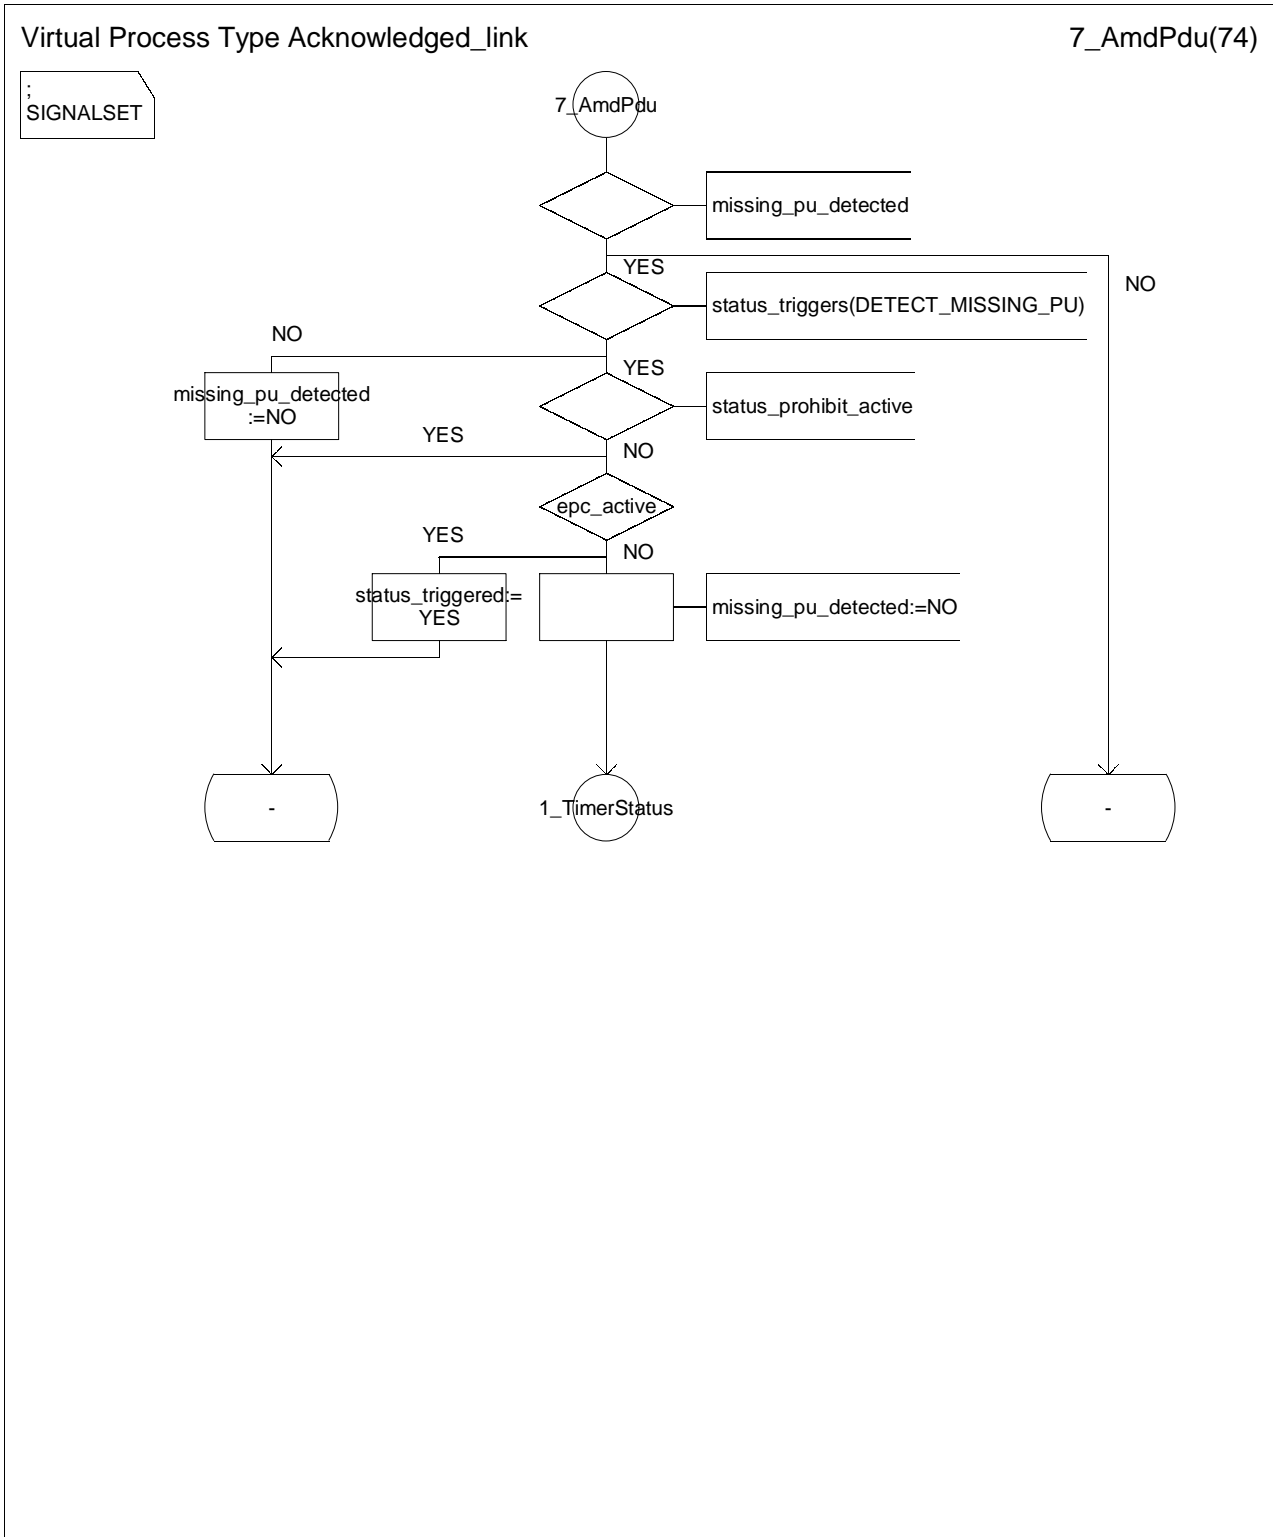 Virtual Process Type Acknowledged_link
7_AmdPdu(74)
;
SIGNALSET
7_AmdPdu
missing_pu_detected
YES
NO
status_triggers(DETECT_MISSING_PU)
NO
YES
missing_pu_detected
:=NO
status_prohibit_active
YES
NO
epc_active
YES
NO
status_triggered:=
YES
missing_pu_detected:=NO
-
1_TimerStatus
-